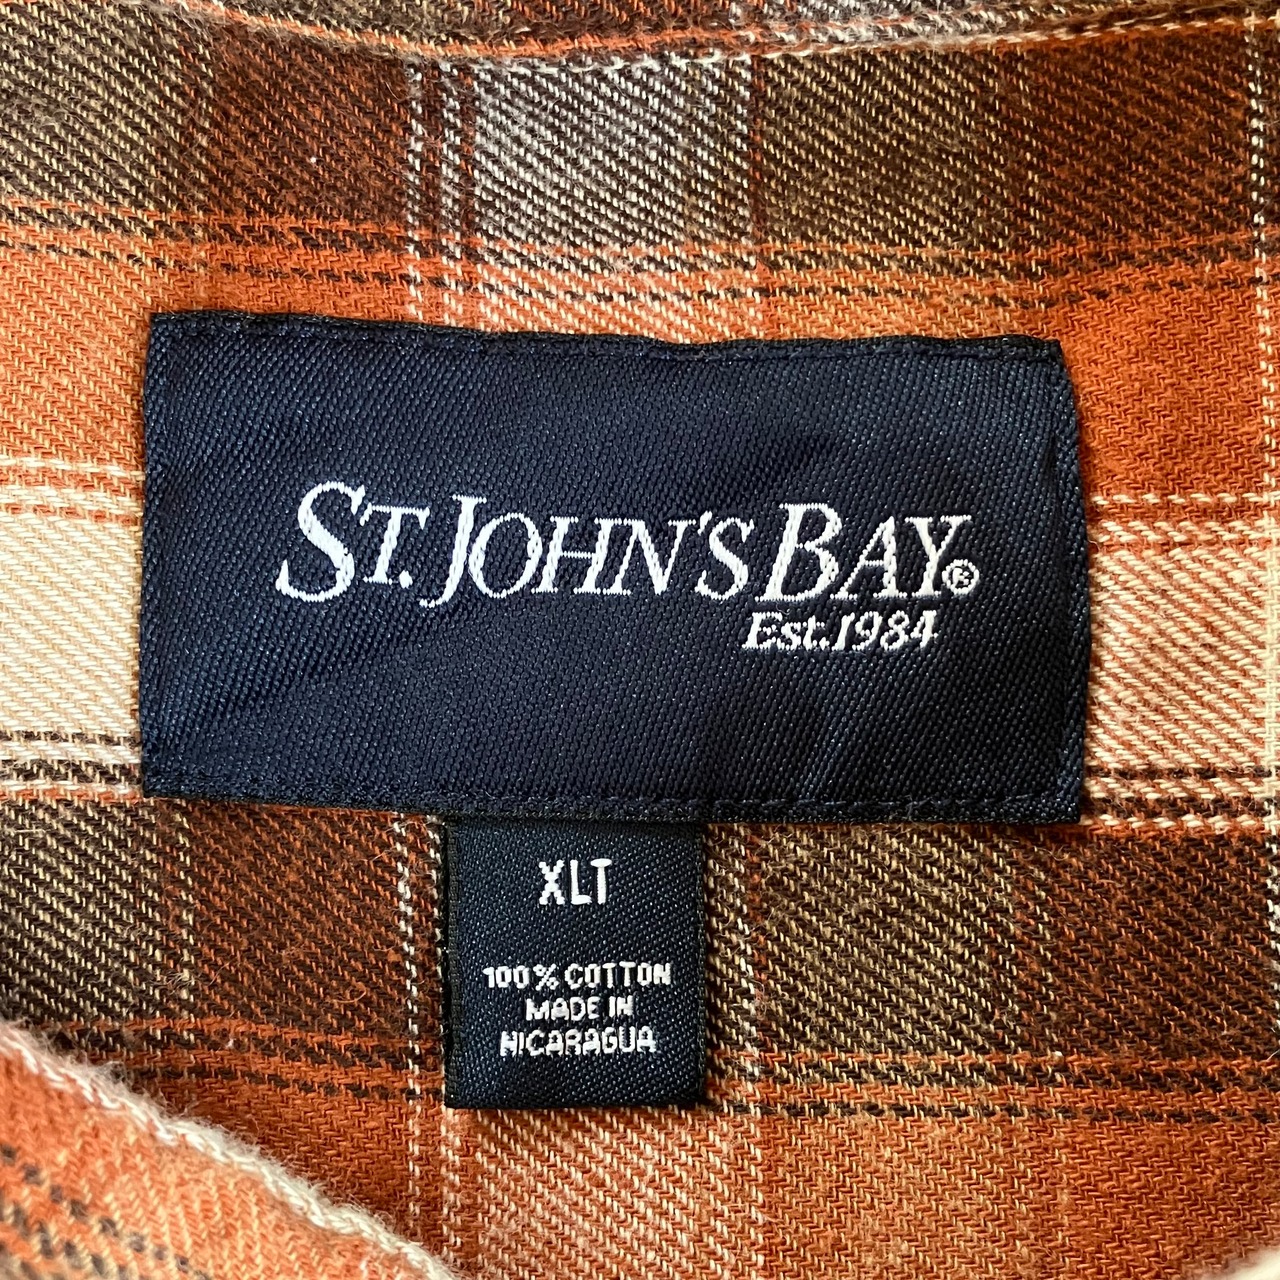 ST. JOHN'S BAY®
Est. 1984
XLT
100% COTTON
MADE IN
NICARAGUA